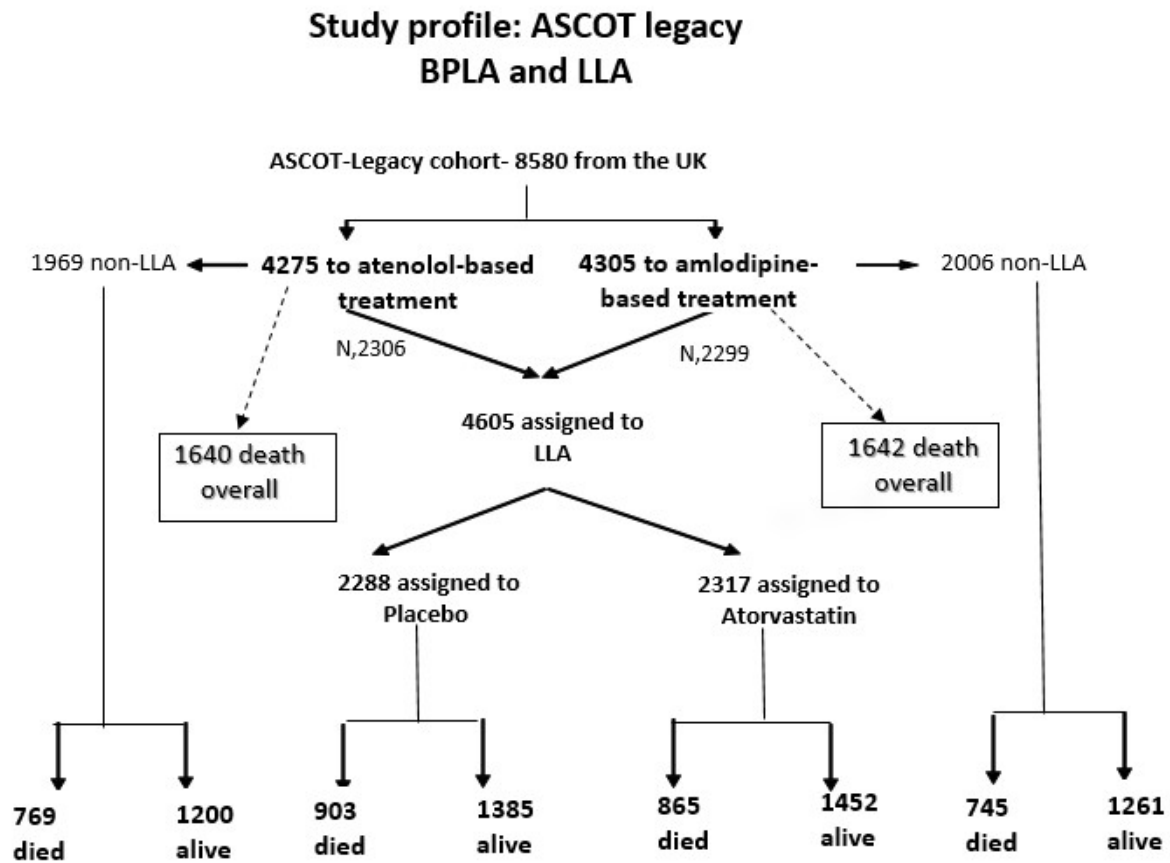 Study profile: ASCOT legacy
BPLA and LLA
ASCOT-Legacy cohort- 8580 from the UK
1969 non-LLA
4275 to atenolol-based
treatment
4305 to amlodipine-
based treatment
2006 non-LLA
N,2306
N,2299
1640 death
overall
4605 assigned to
LLA
1642 death
overall
2288 assigned to
Placebo
2317 assigned to
Atorvastatin
769
died
1200
alive
903
died
1385
alive
865
died
1452
alive
745
died
1261
alive